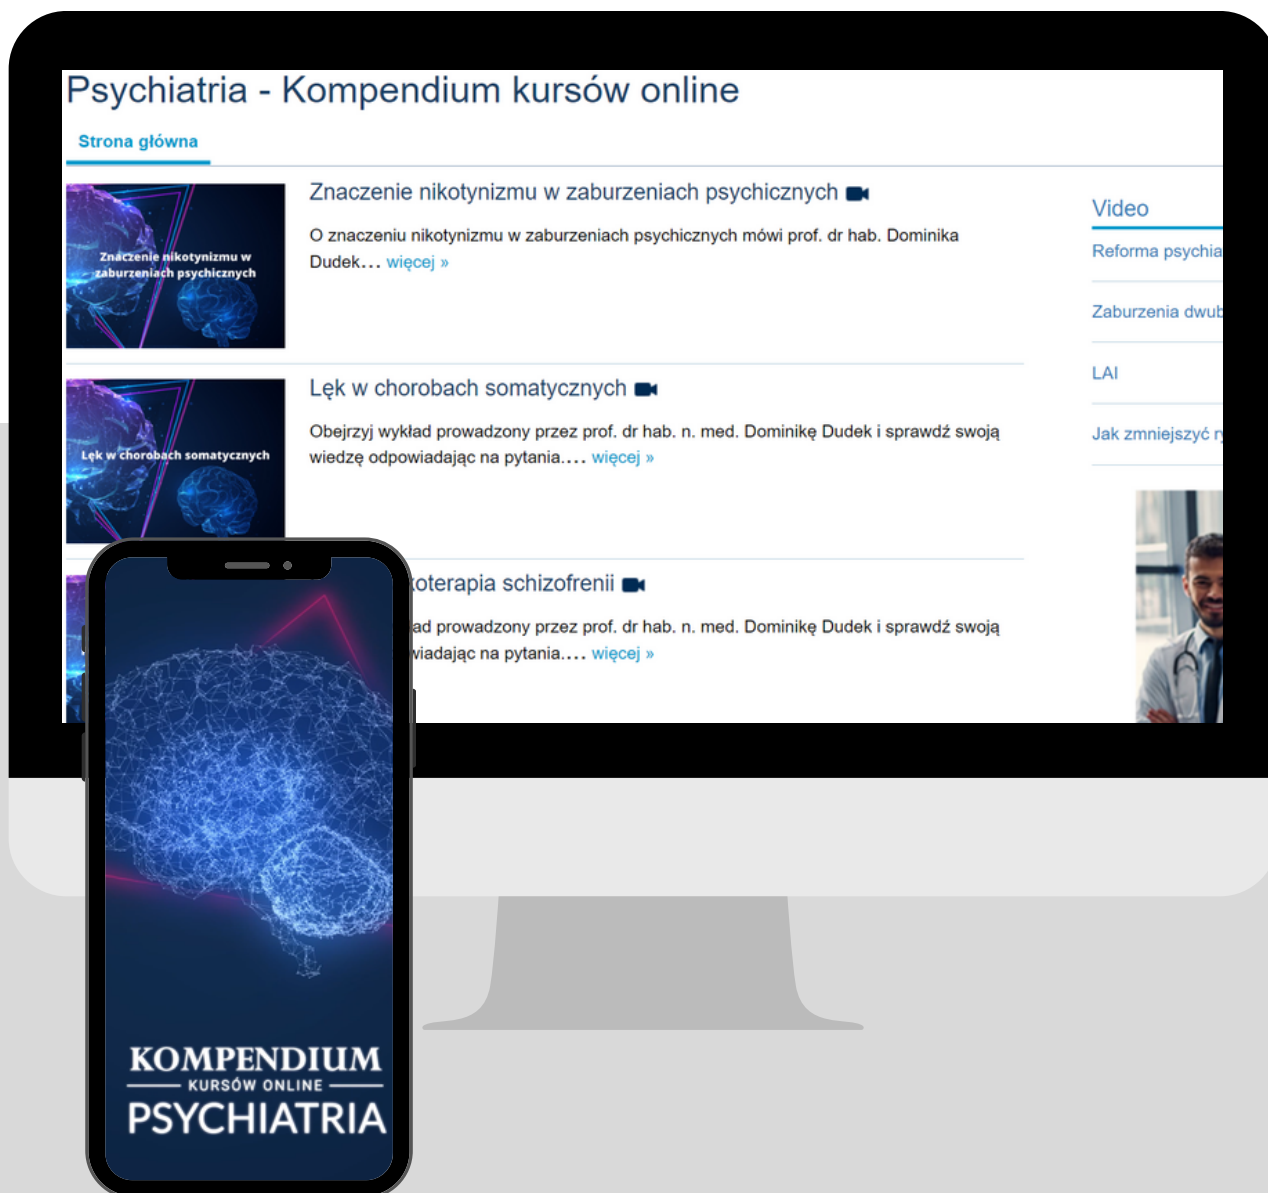 Psychiatria - Kompendium kursów online
Strona główna
Znaczenie nikotynizmu w
zaburzeniach psychicznych
Znaczenie nikotynizmu w zaburzeniach psychicznych
O znaczeniu nikotynizmu w zaburzeniach psychicznych mówi prof. dr hab. Dominika
Dudek... więcej »
Lęk w chorobach somatycznych
Lęk w chorobach somatycznych
Obejrzyj wykład prowadzony przez prof. dr hab. n. med. Dominikę Dudek i sprawdź swoją
wiedzę odpowiadając na pytania.... więcej »
koterapia schizofrenii
ad prowadzony przez prof. dr hab. n. med. Dominikę Dudek i sprawdź swoją
wiadając na pytania.... więcej »
Video
Reforma psychia
Zaburzenia dwub
LAI
Jak zmniejszyć ry
KOMPENDIUM
KURSÓW ONLINE
PSYCHIATRIA